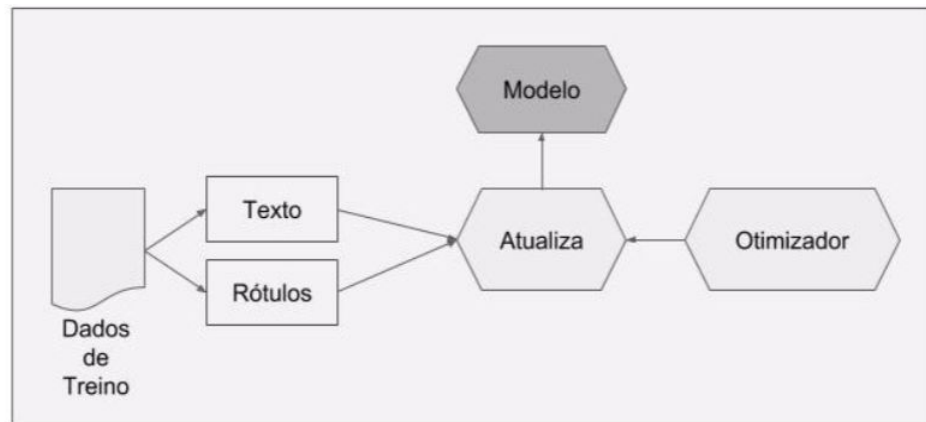 Modelo
Texto
Atualiza
Otimizador
Rótulos
Dados
de
Treino